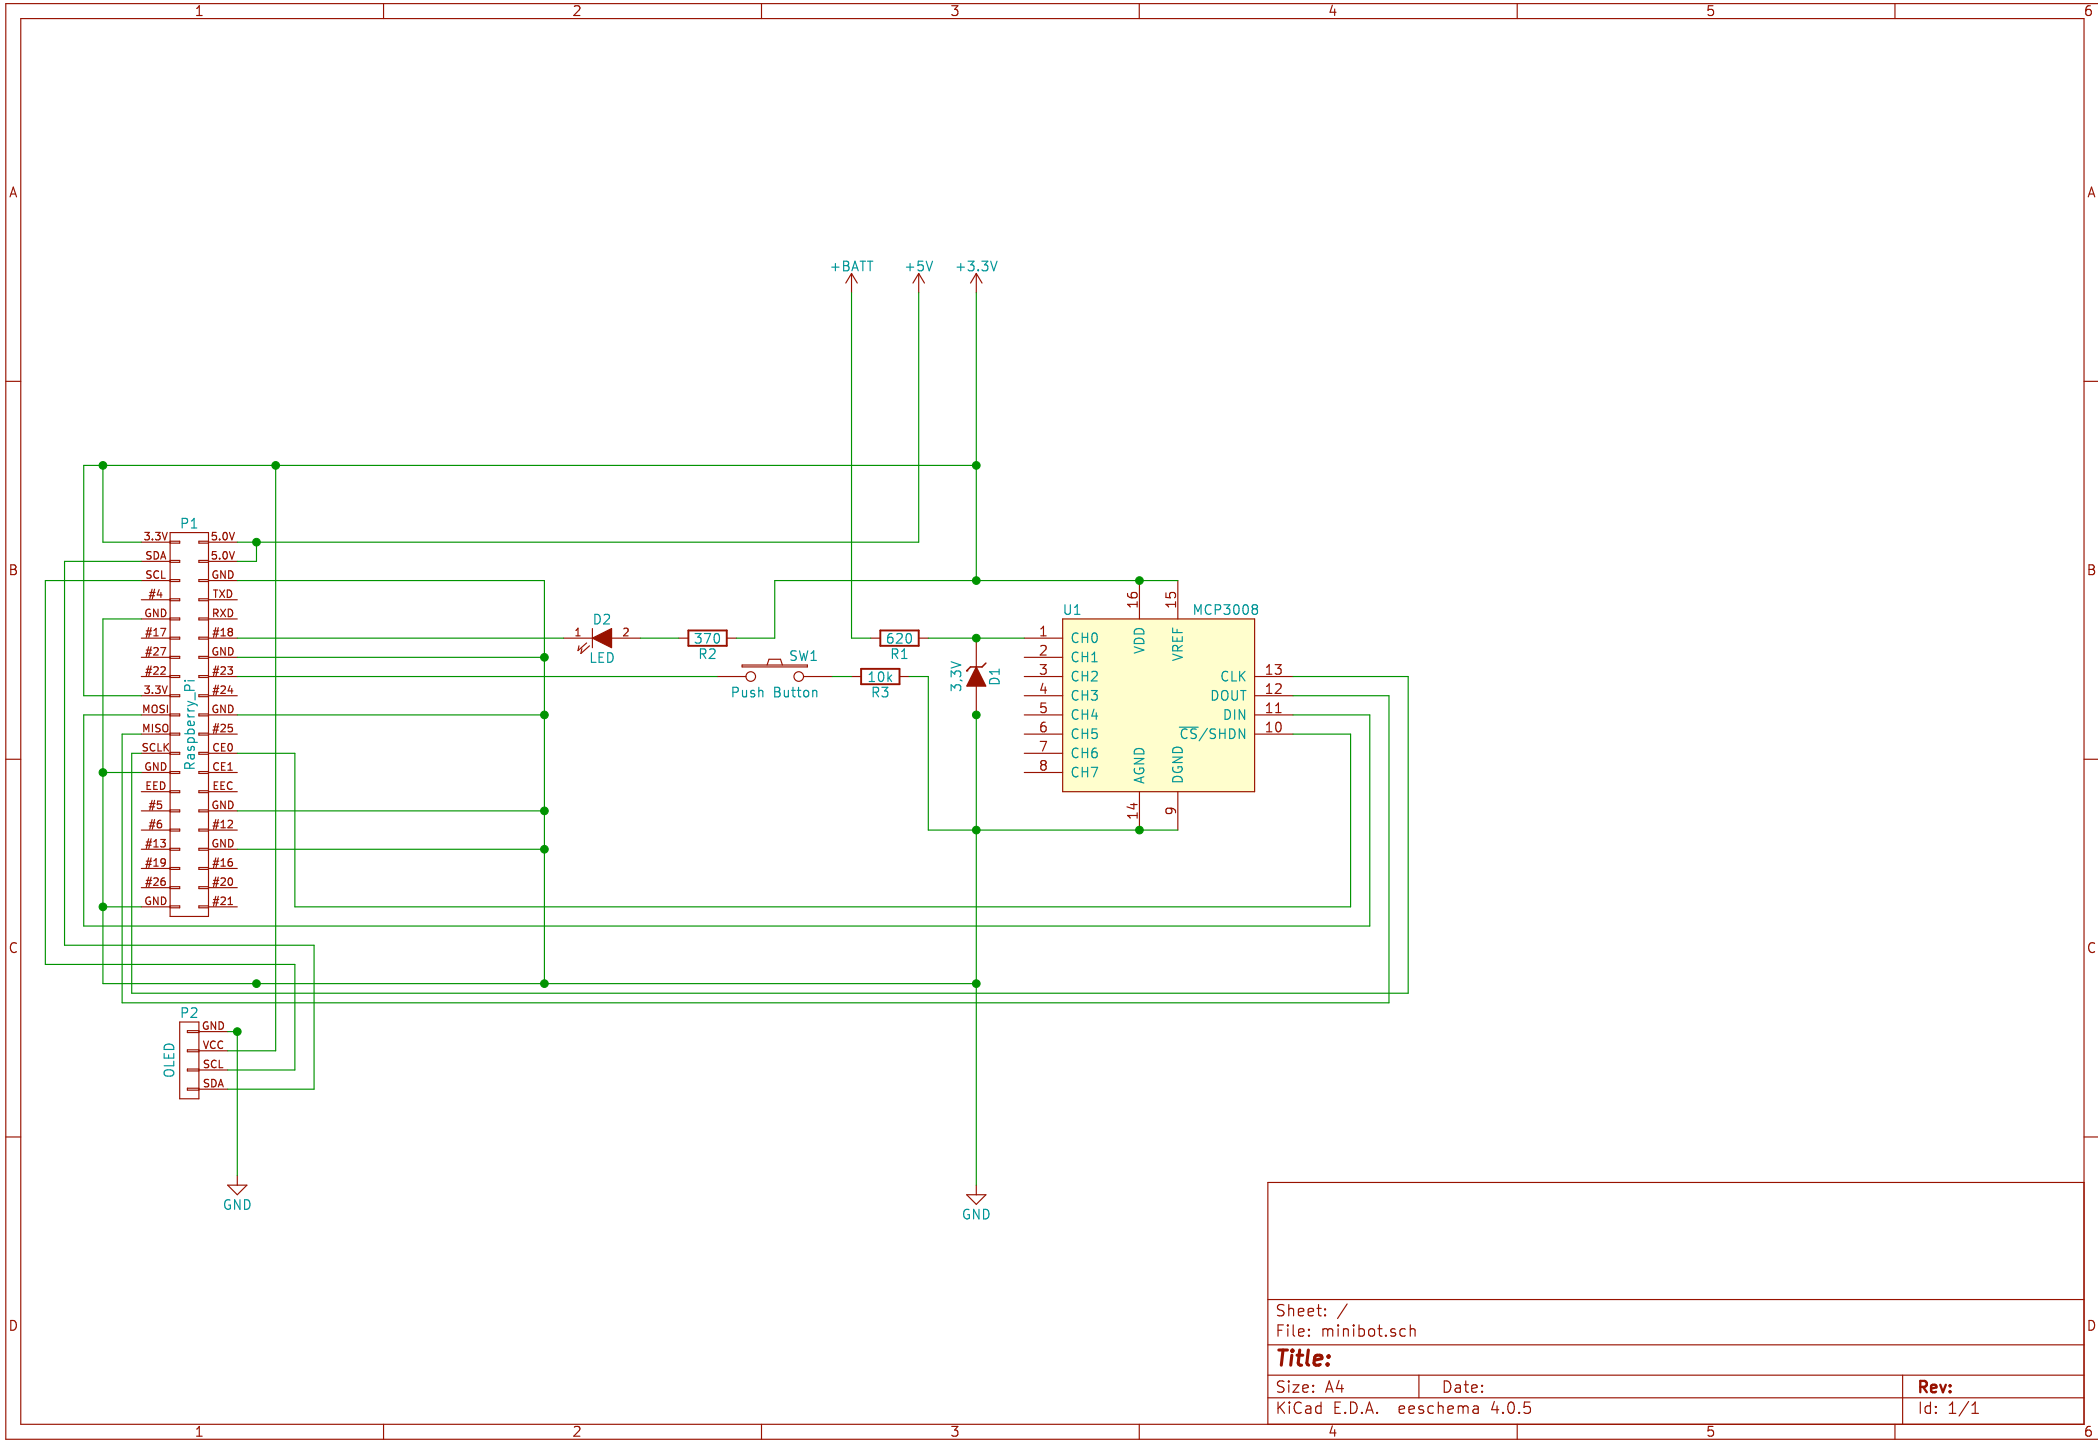 1 2 3 4 5 6
A A
+BATT +5V +3.3V
B B
P1
3.3V 5.0V
SDA 5.0V
SCL GND
#4 TXD
GND RXD
#17 #18
#27 GND
#22 #23
3.3V #24
MOSI GND
MISO #25
SCLK CE0
GND CE1
EED EEC
#5 GND
#6 #12
#13 GND
#19 #16
#26 #20
GND #21
Raspberry_Pi
D2
1 2
LED
370
R2
SW1
Push Button
620
R1
10k
R3
3,3V
D1
U1
MCP3008
16 15
VDD VREF
1 CH0
2 CH1
3 CH2
4 CH3
5 CH4
6 CH5
7 CH6
8 CH7
CLK 13
DOUT 12
DIN 11
CS/SHDN 10
AGND DGND
14 9
C C
P2
GND
VCC
SCL
SDA
OLED
GND
GND
D D
Sheet: /
File: minibot.sch
Title:
Size: A4 Date: Rev:
KiCad E.D.A. eeschema 4.0.5 Id: 1/1
1 2 3 4 5 6